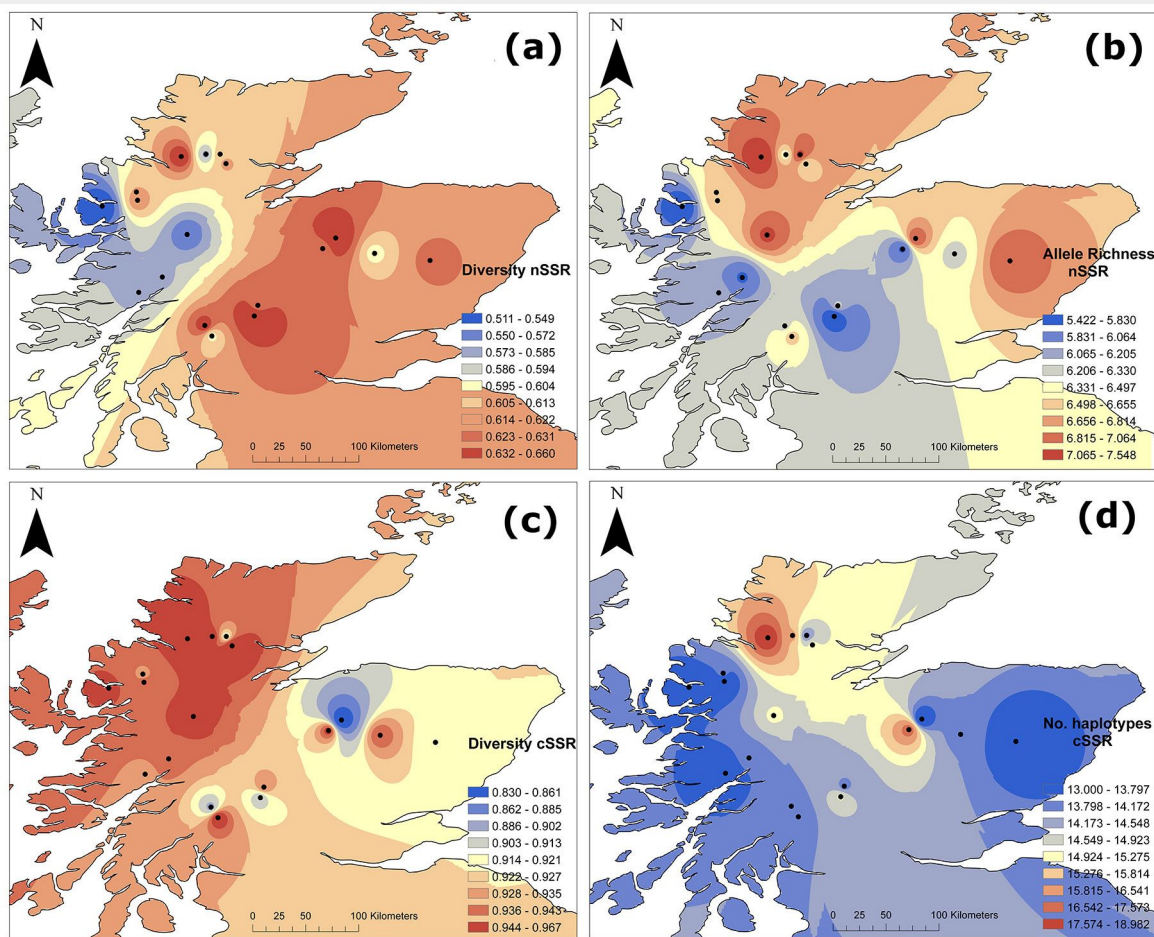 N
(a)
Diversity nSSR
0.511 - 0.549
0.550 - 0.572
0.573 - 0.585
0.586 - 0.594
0.595 - 0.604
0.605 - 0.613
0.614 - 0.622
0.623 - 0.631
0.632 - 0.660
0 25 50 100 Kilometers
N
(b)
Allele Richness
nSSR
5.422 - 5.830
5.831 - 6.064
6.065 - 6.205
6.206 - 6.330
6.331 - 6.497
6.498 - 6.655
6.656 - 6.814
6.815 - 7.064
7.065 - 7.548
0 25 50 100 Kilometers
N
(c)
Diversity cSSR
0.830 - 0.861
0.862 - 0.885
0.886 - 0.902
0.903 - 0.913
0.914 - 0.921
0.922 - 0.927
0.928 - 0.935
0.936 - 0.943
0.944 - 0.967
0 25 50 100 Kilometers
N
(d)
No. haplotypes
cSSR
13.000 - 13.797
13.798 - 14.172
14.173 - 14.548
14.549 - 14.923
14.924 - 15.275
15.276 - 15.814
15.815 - 16.541
16.542 - 17.573
17.574 - 18.982
0 25 50 100 Kilometers